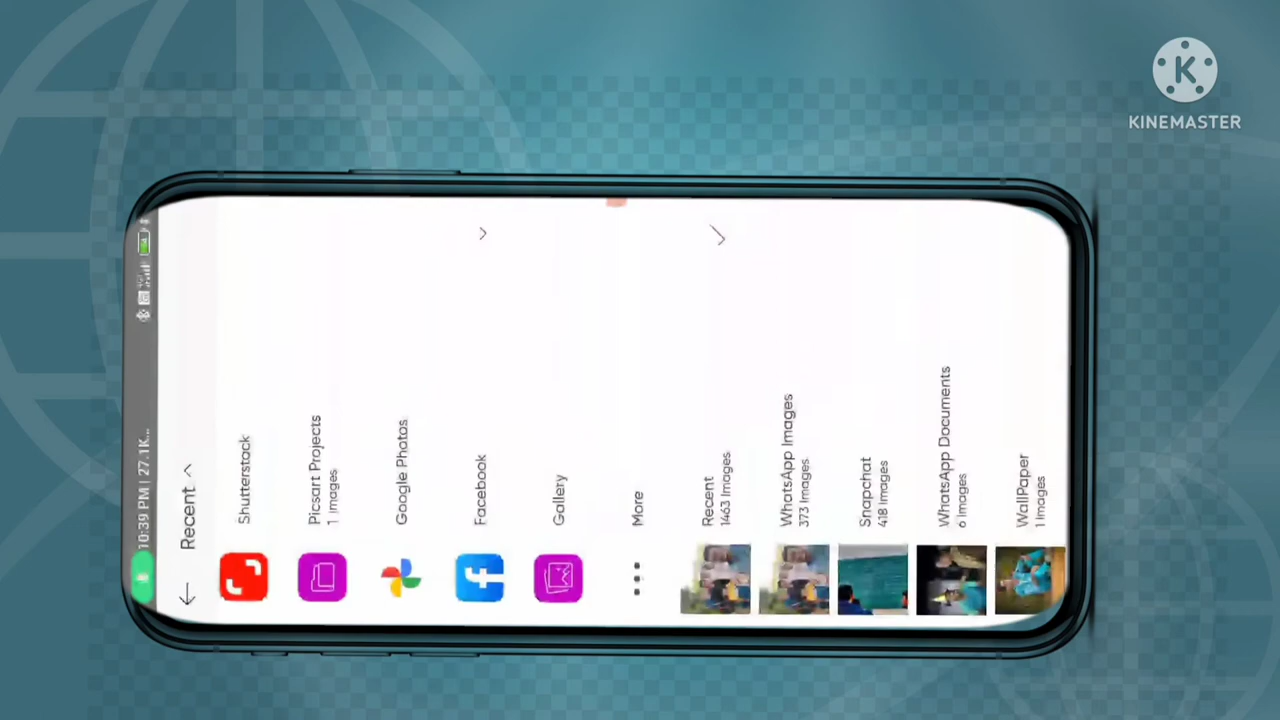 KINEMASTER
10:39 PM | 27.1K...
Recent
Shutterstock
Picsart Projects
1 Images
Google Photos
Facebook
Gallery
More
Recent
1463 Images
WhatsApp Images
373 Images
Snapchat
418 Images
WhatsApp Documents
6 Images
WallPaper
1 Images